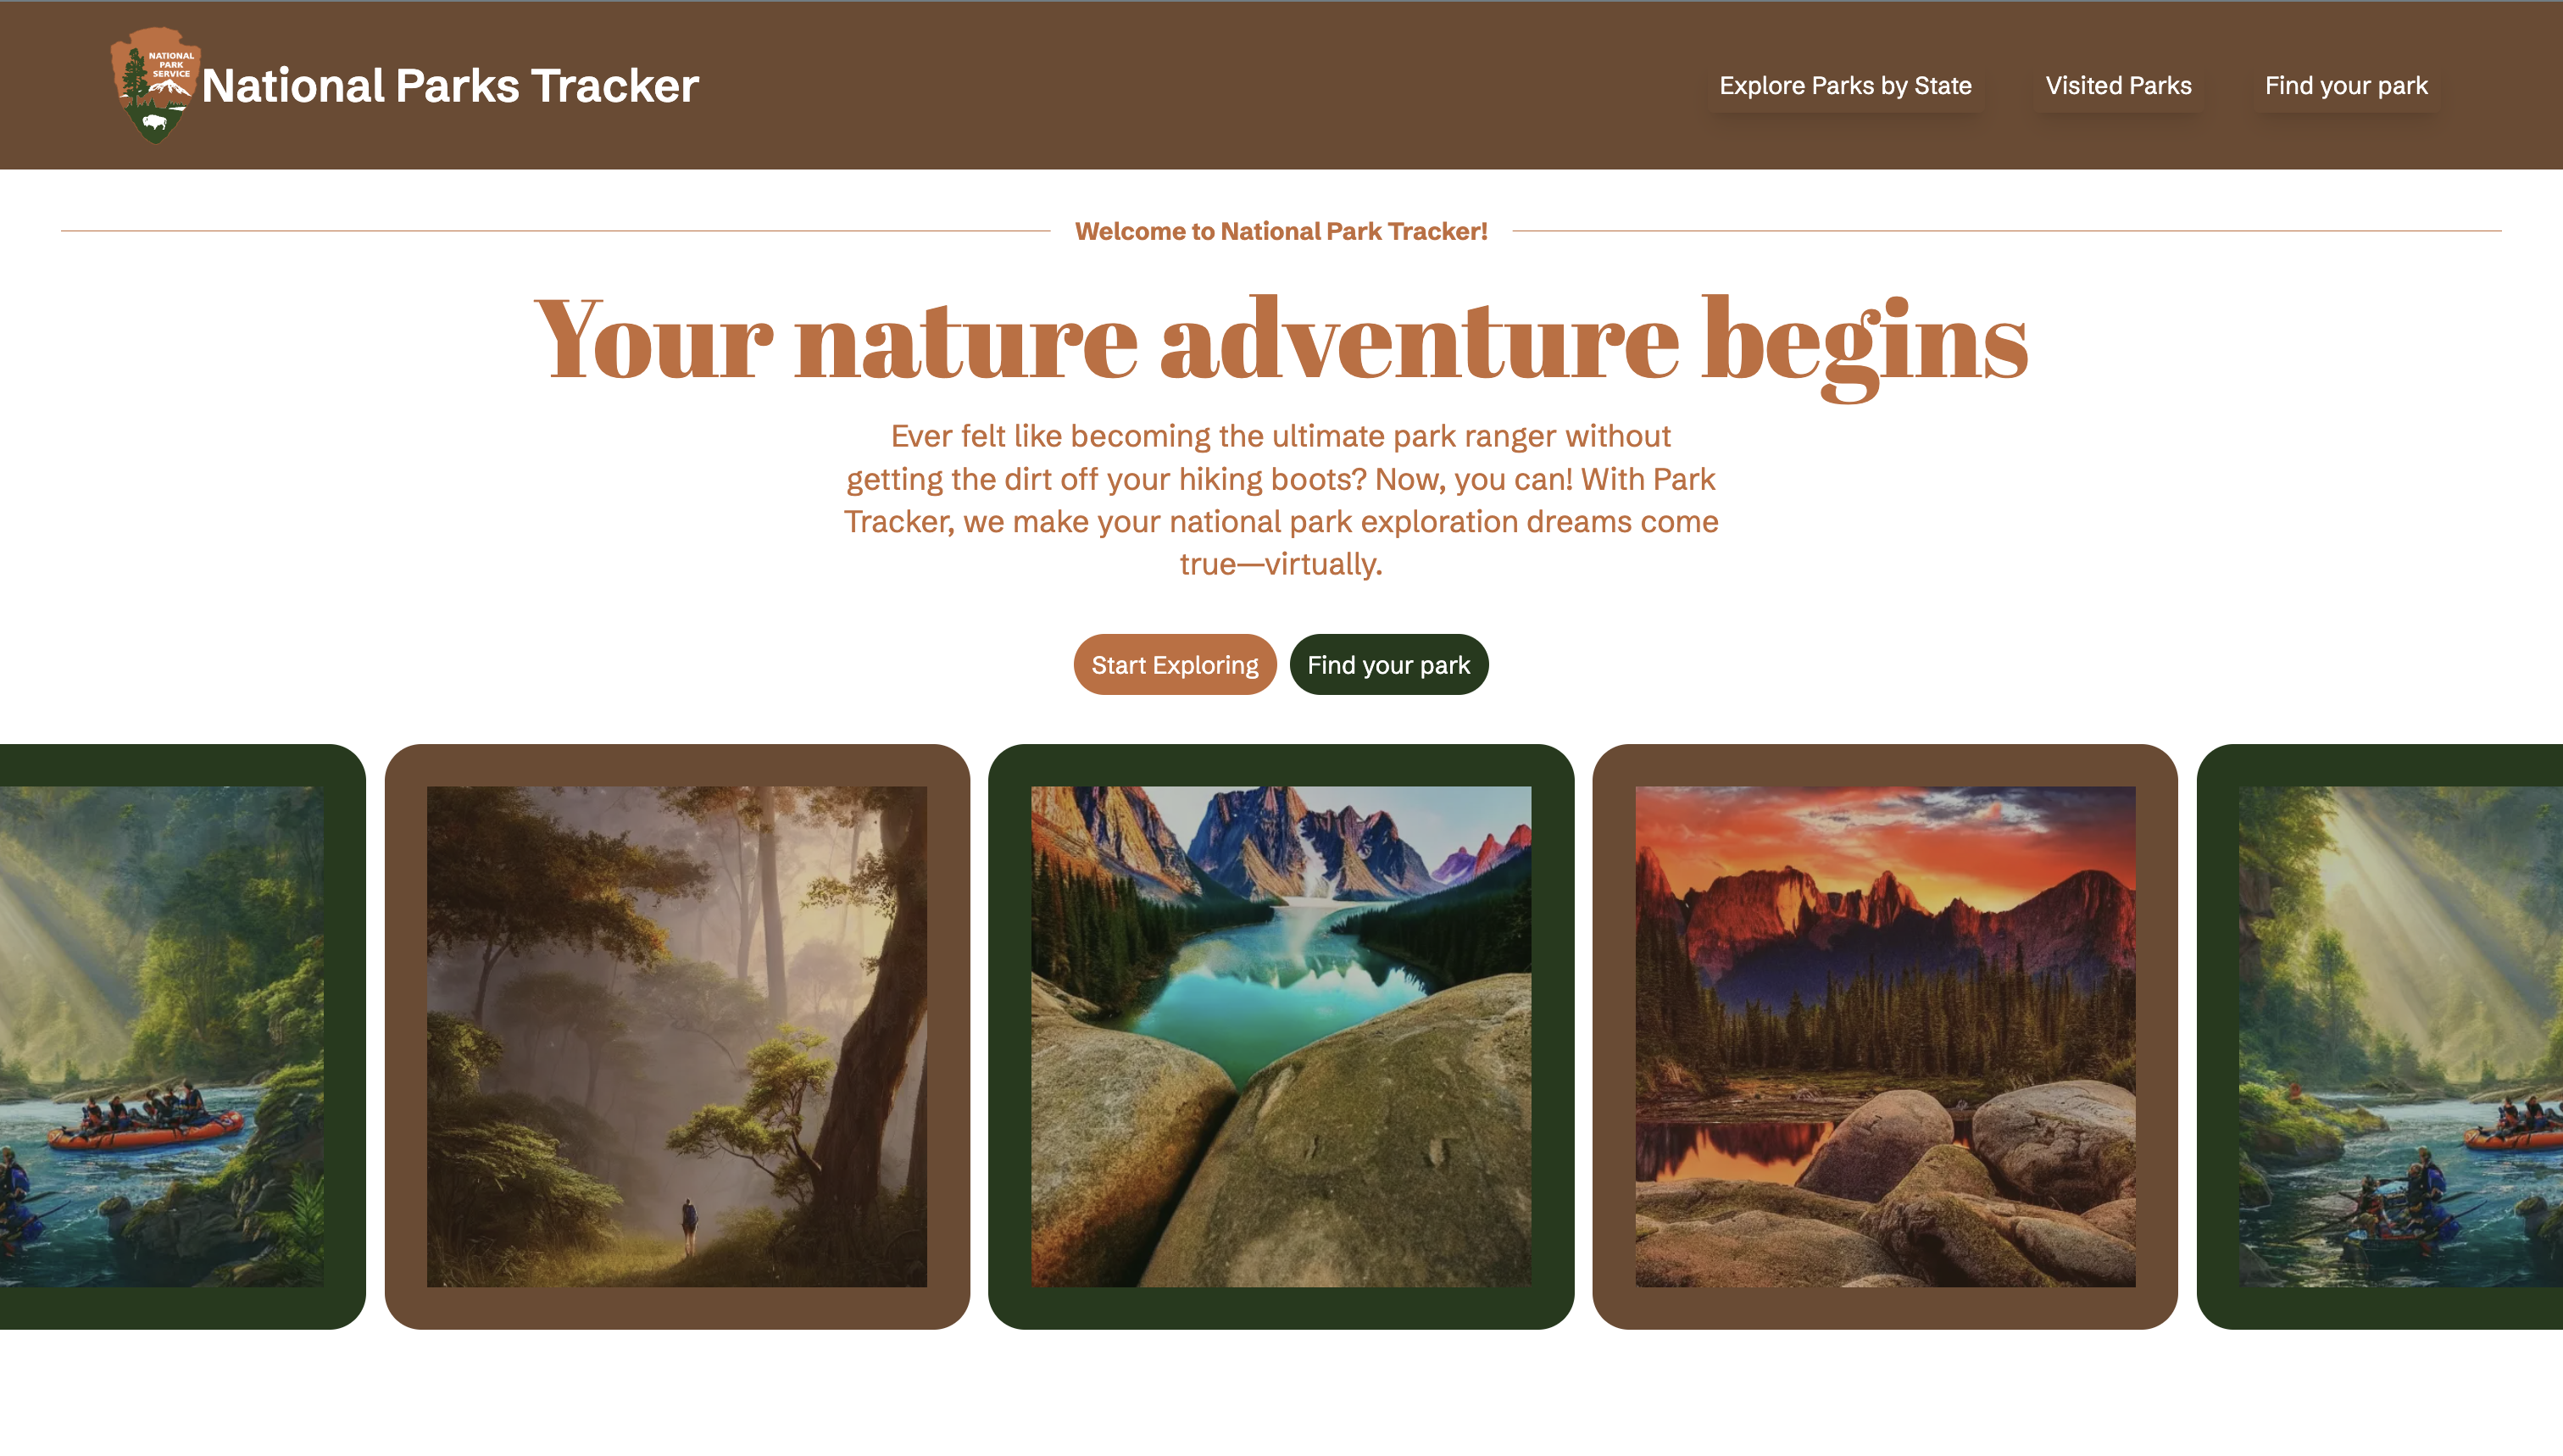 NATIONAL
PARK
SERVICE
National Parks Tracker
Explore Parks by State
Visited Parks
Find your park
Welcome to National Park Tracker!
Your nature adventure begins
Ever felt like becoming the ultimate park ranger without
getting the dirt off your hiking boots? Now, you can! With Park
Tracker, we make your national park exploration dreams come
true—virtually.
Start Exploring
Find your park